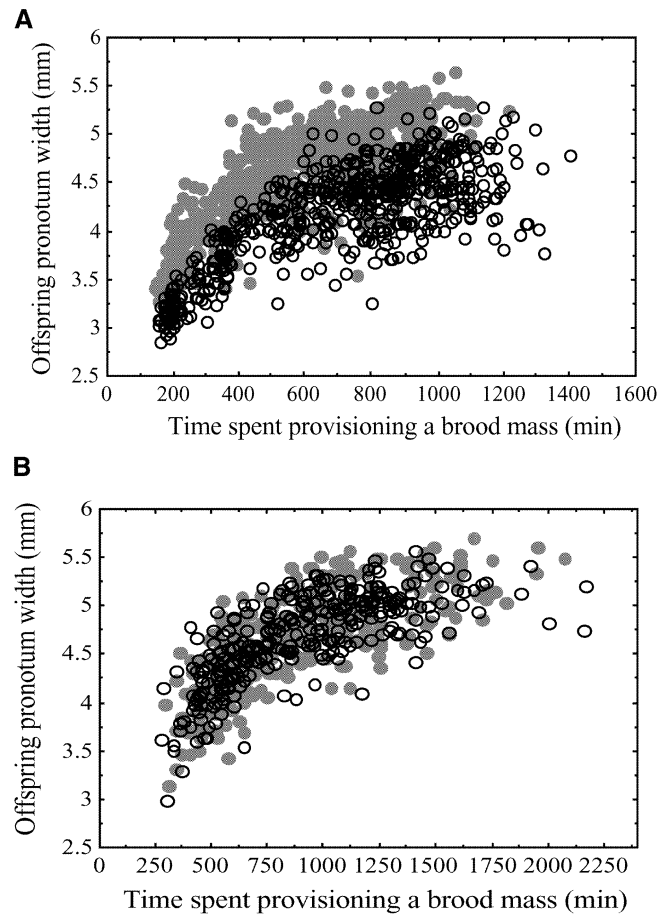 A
6
5.5
5
4.5
4
3.5
3
2.5
Offspring pronotum width (mm)
0 200 400 600 800 1000 1200 1400 1600
Time spent provisioning a brood mass (min)
B
6
5.5
5
4.5
4
3.5
3
2.5
Offspring pronotum width (mm)
0 250 500 750 1000 1250 1500 1750 2000 2250
Time spent provisioning a brood mass (min)